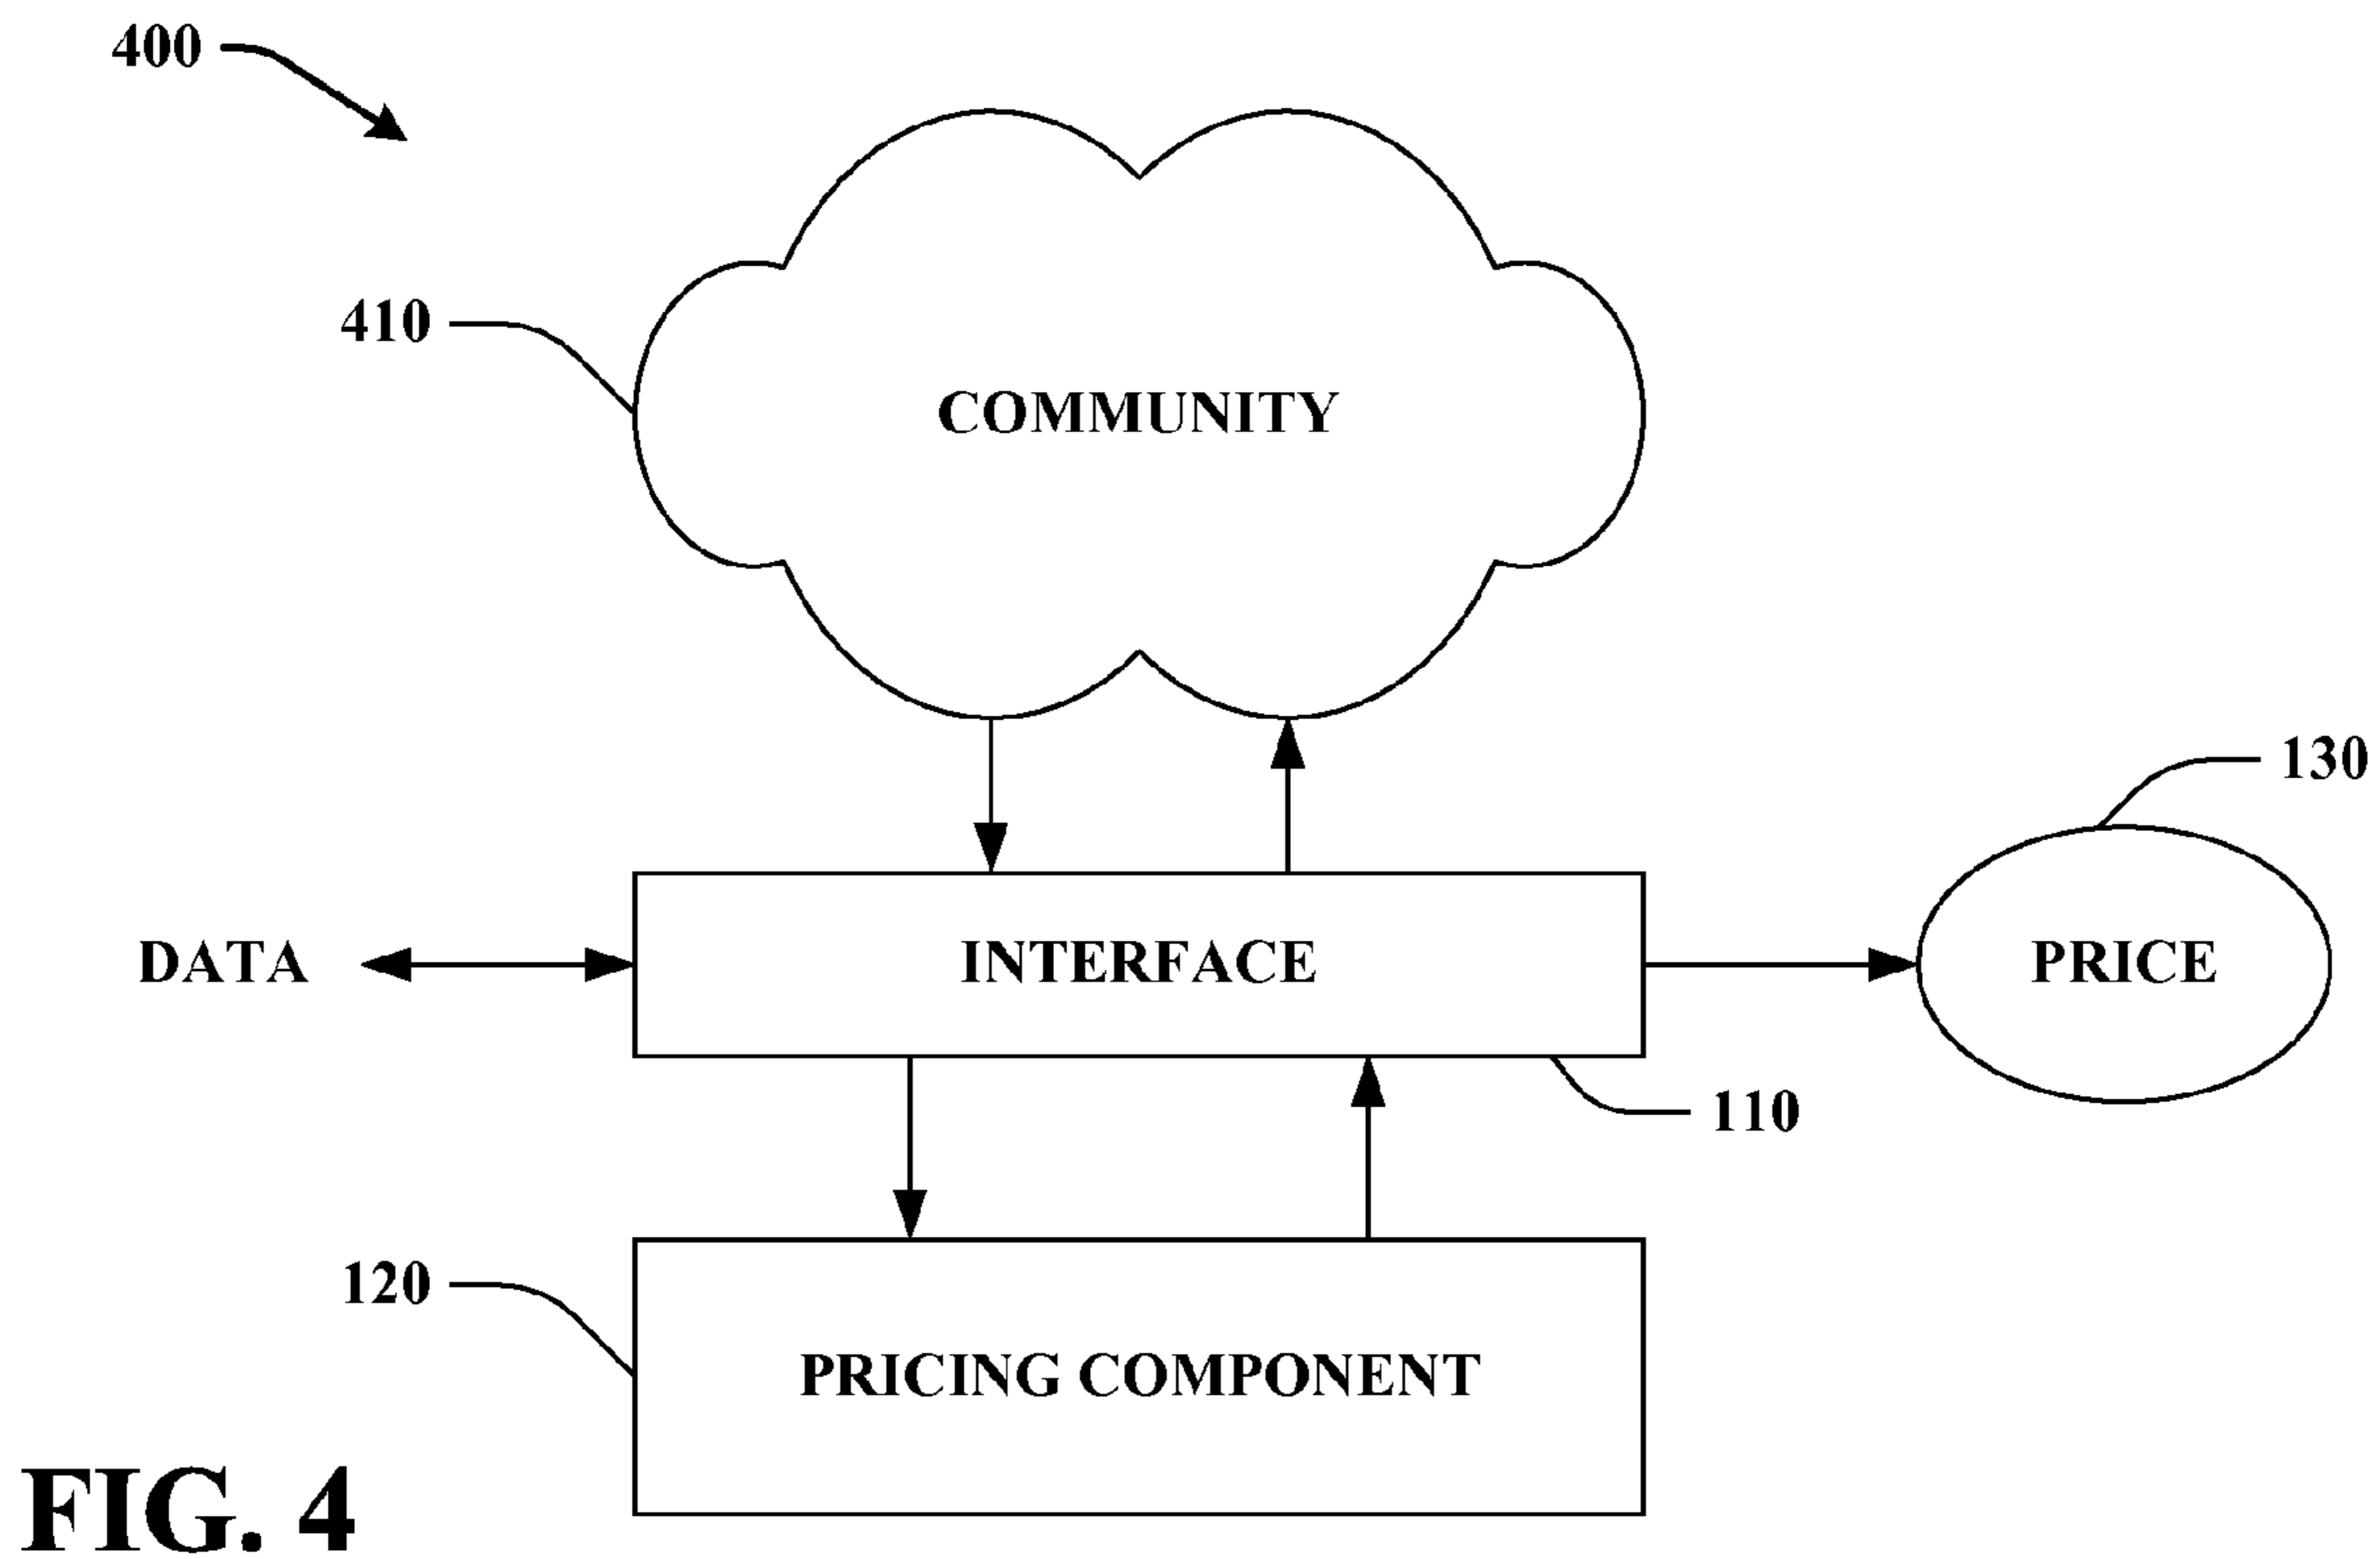 400
410
COMMUNITY
130
DATA
INTERFACE
PRICE
110
120
PRICING COMPONENT
FIG. 4